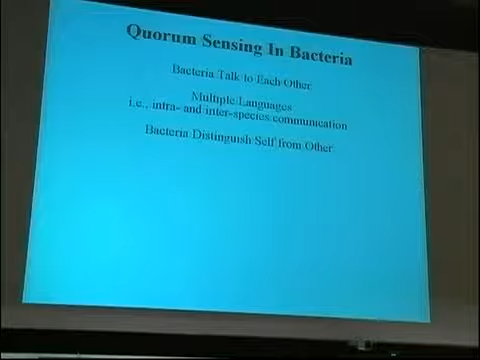 Quorum Sensing In Bacteria
Bacteria Talk to Each Other
Multiple Languages
i.e., intra- and inter-species communication
Bacteria Distinguish Self from Other